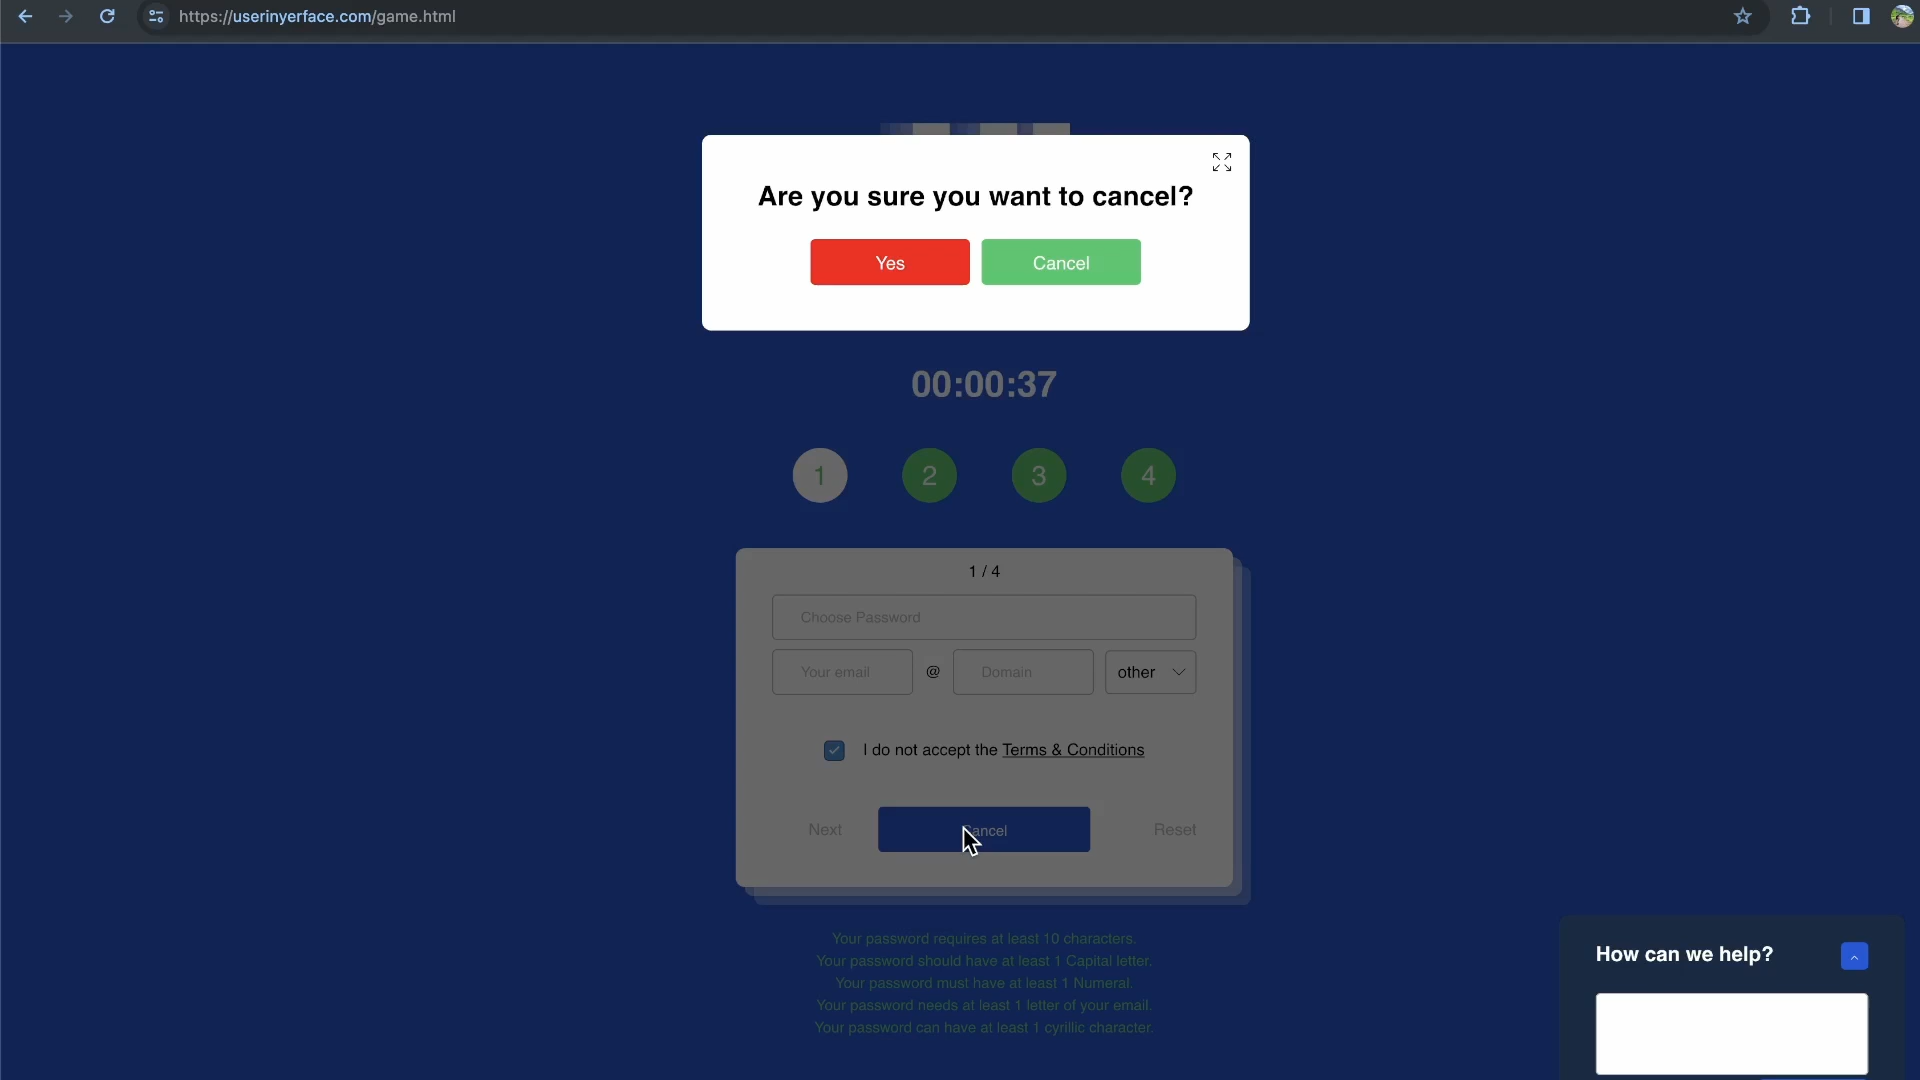 https://userinyerface.com/game.html
Are you sure you want to cancel?
Yes Cancel
00:00:37
1 2 3 4
1 / 4
Choose Password
Your email @ Domain other
I do not accept the Terms & Conditions
Next Cancel Reset
Your password requires at least 10 characters.
Your password should have at least 1 Capital letter.
Your password must have at least 1 Numeral.
Your password needs at least 1 letter of your email.
Your password can have at least 1 cyrillic character.
How can we help?